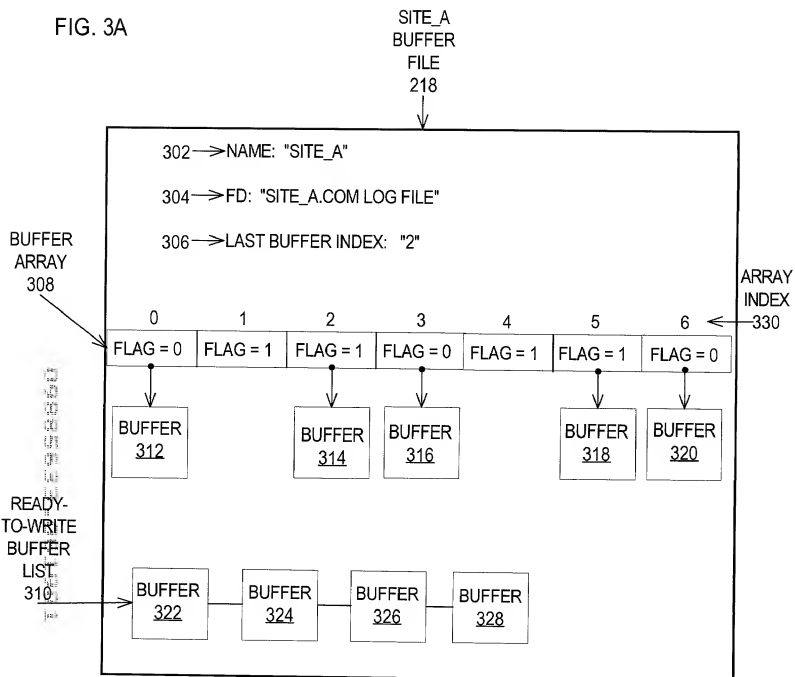 FIG. 3A
SITE_A
BUFFER
FILE
218
302 NAME: "SITE_A"
304 FD: "SITE_A.COM LOG FILE"
306 LAST BUFFER INDEX: "2"
BUFFER
ARRAY
308
ARRAY
INDEX
330
0 1 2 3 4 5 6
FLAG = 0 FLAG = 1 FLAG = 1 FLAG = 0 FLAG = 1 FLAG = 1 FLAG = 0
BUFFER BUFFER BUFFER BUFFER BUFFER
312 314 316 318 320
READY-
TO-WRITE
BUFFER
LIST
310
BUFFER BUFFER BUFFER BUFFER
322 324 326 328